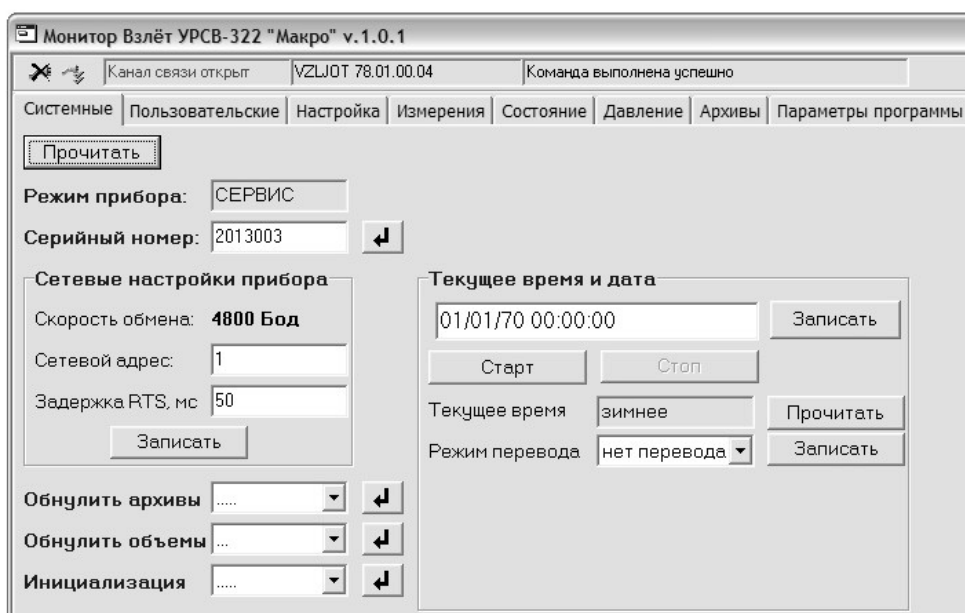 Монитор Взлёт УРСВ-322 "Макро" v.1.0.1
Канал связи открыт VZLJOT 78.01.00.04 Команда выполнена успешно
Системные Пользовательские Настройка Измерения Состояние Давление Архивы Параметры программы
Прочитать
Режим прибора: СЕРВИС
Серийный номер: 2013003
Сетевые настройки прибора
Скорость обмена: 4800 Бод
Сетевой адрес: 1
Задержка RTS, мс 50
Записать
Текущее время и дата
01/01/70 00:00:00 Записать
Старт Стоп
Текущее время зимнее Прочитать
Режим перевода нет перевода Записать
Обнулить архивы .....
Обнулить объемы ...
Инициализация .....